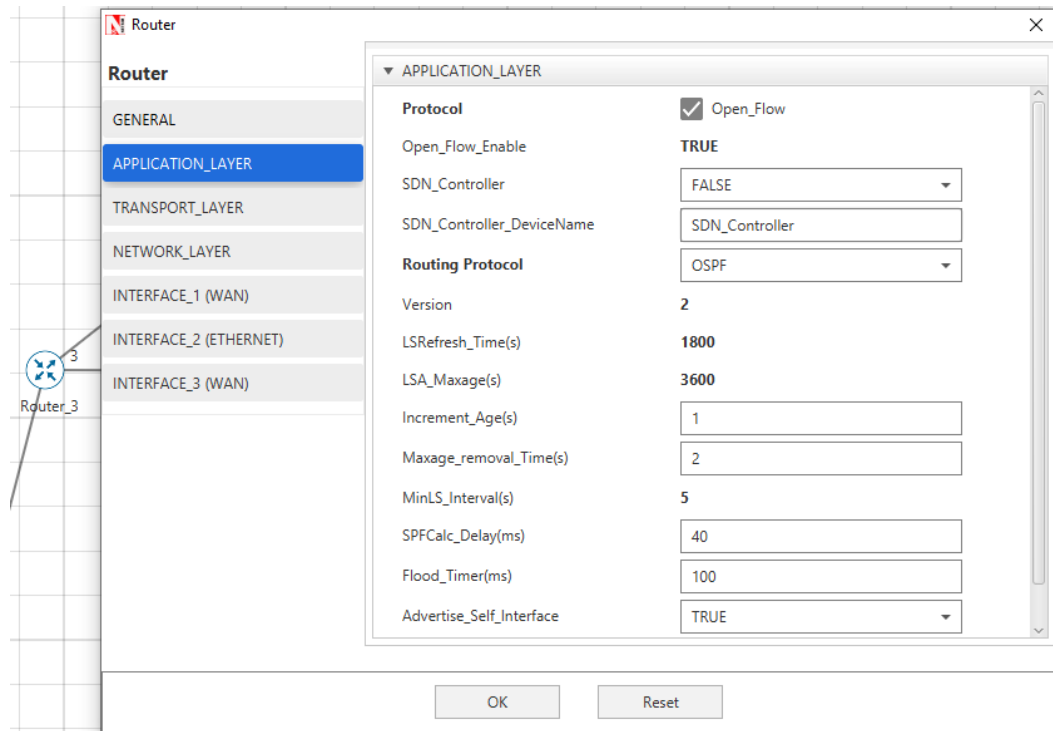 Router
Router
GENERAL
APPLICATION_LAYER
TRANSPORT_LAYER
NETWORK_LAYER
INTERFACE_1 (WAN)
INTERFACE_2 (ETHERNET)
INTERFACE_3 (WAN)
3
Router_3
APPLICATION_LAYER
Protocol Open_Flow
Open_Flow_Enable TRUE
SDN_Controller FALSE
SDN_Controller_DeviceName SDN_Controller
Routing Protocol OSPF
Version 2
LSRefresh_Time(s) 1800
LSA_Maxage(s) 3600
Increment_Age(s) 1
Maxage_removal_Time(s) 2
MinLS_Interval(s) 5
SPFCalc_Delay(ms) 40
Flood_Timer(ms) 100
Advertise_Self_Interface TRUE
OK Reset